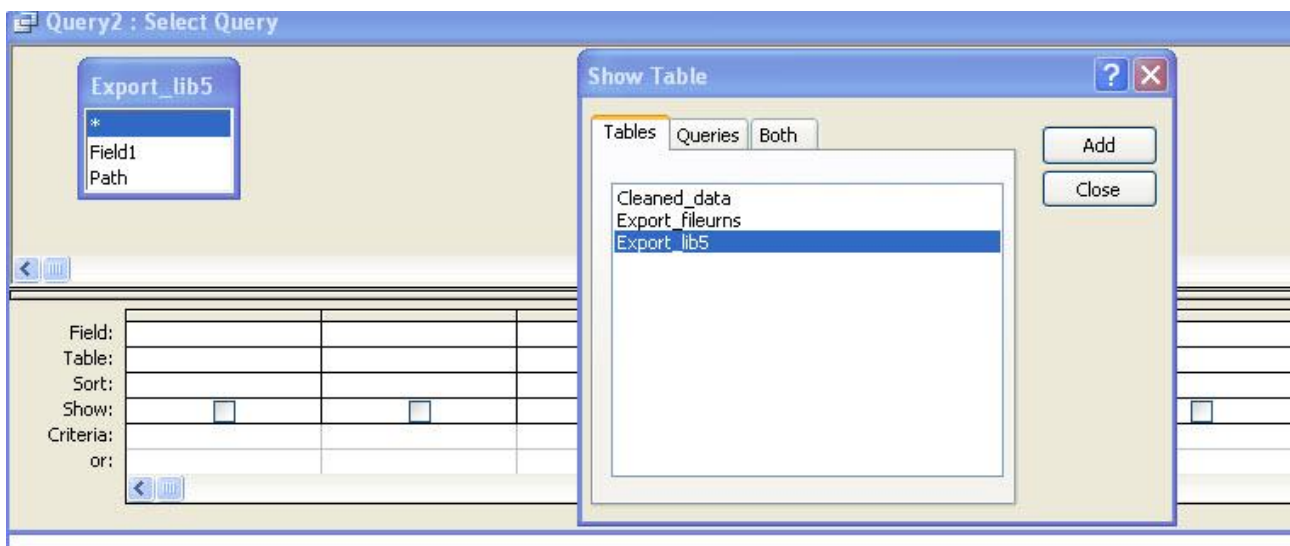 Query2 : Select Query
Export_lib5
*
Field1
Path
Show Table
Tables Queries Both
Cleaned_data
Export_fileurns
Export_lib5
Add
Close
Field:
Table:
Sort:
Show:
Criteria:
or: